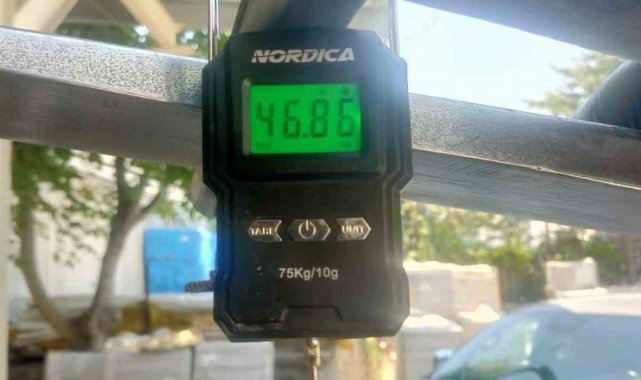 NORDICA
46.86
TARE
UNIT
75Kg/10g